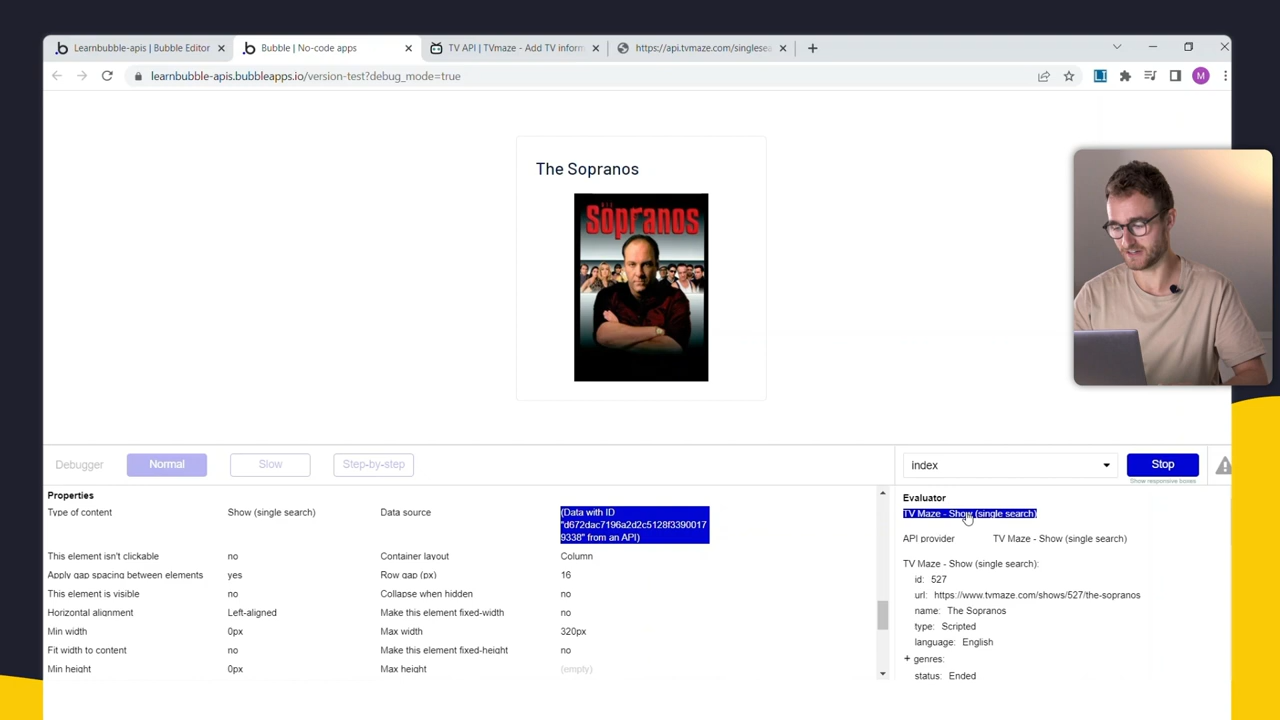 Learnbubble-apis | Bubble Editor
Bubble | No-code apps
TV API | TVmaze - Add TV inform
https://api.tvmaze.com/singlesea
learnbubble-apis.bubbleapps.io/version-test?debug_mode=true
LI
M
The Sopranos
Sopranos
Debugger
Normal
Slow
Step-by-step
index
Stop
Show responsive boxes
Properties
Type of content Show (single search) Data source (Data with ID
"d672dac7196a2d2c5128f3390017
9338" from an API)
This element isn't clickable no Container layout Column
Apply gap spacing between elements yes Row gap (px) 16
This element is visible no Collapse when hidden no
Horizontal alignment Left-aligned Make this element fixed-width no
Min width 0px Max width 320px
Fit width to content no Make this element fixed-height no
Min height 0px Max height (empty)
Evaluator
TV Maze - Show (single search)
API provider TV Maze - Show (single search)
TV Maze - Show (single search):
id: 527
url: https://www.tvmaze.com/shows/527/the-sopranos
name: The Sopranos
type: Scripted
language: English
+ genres:
status: Ended